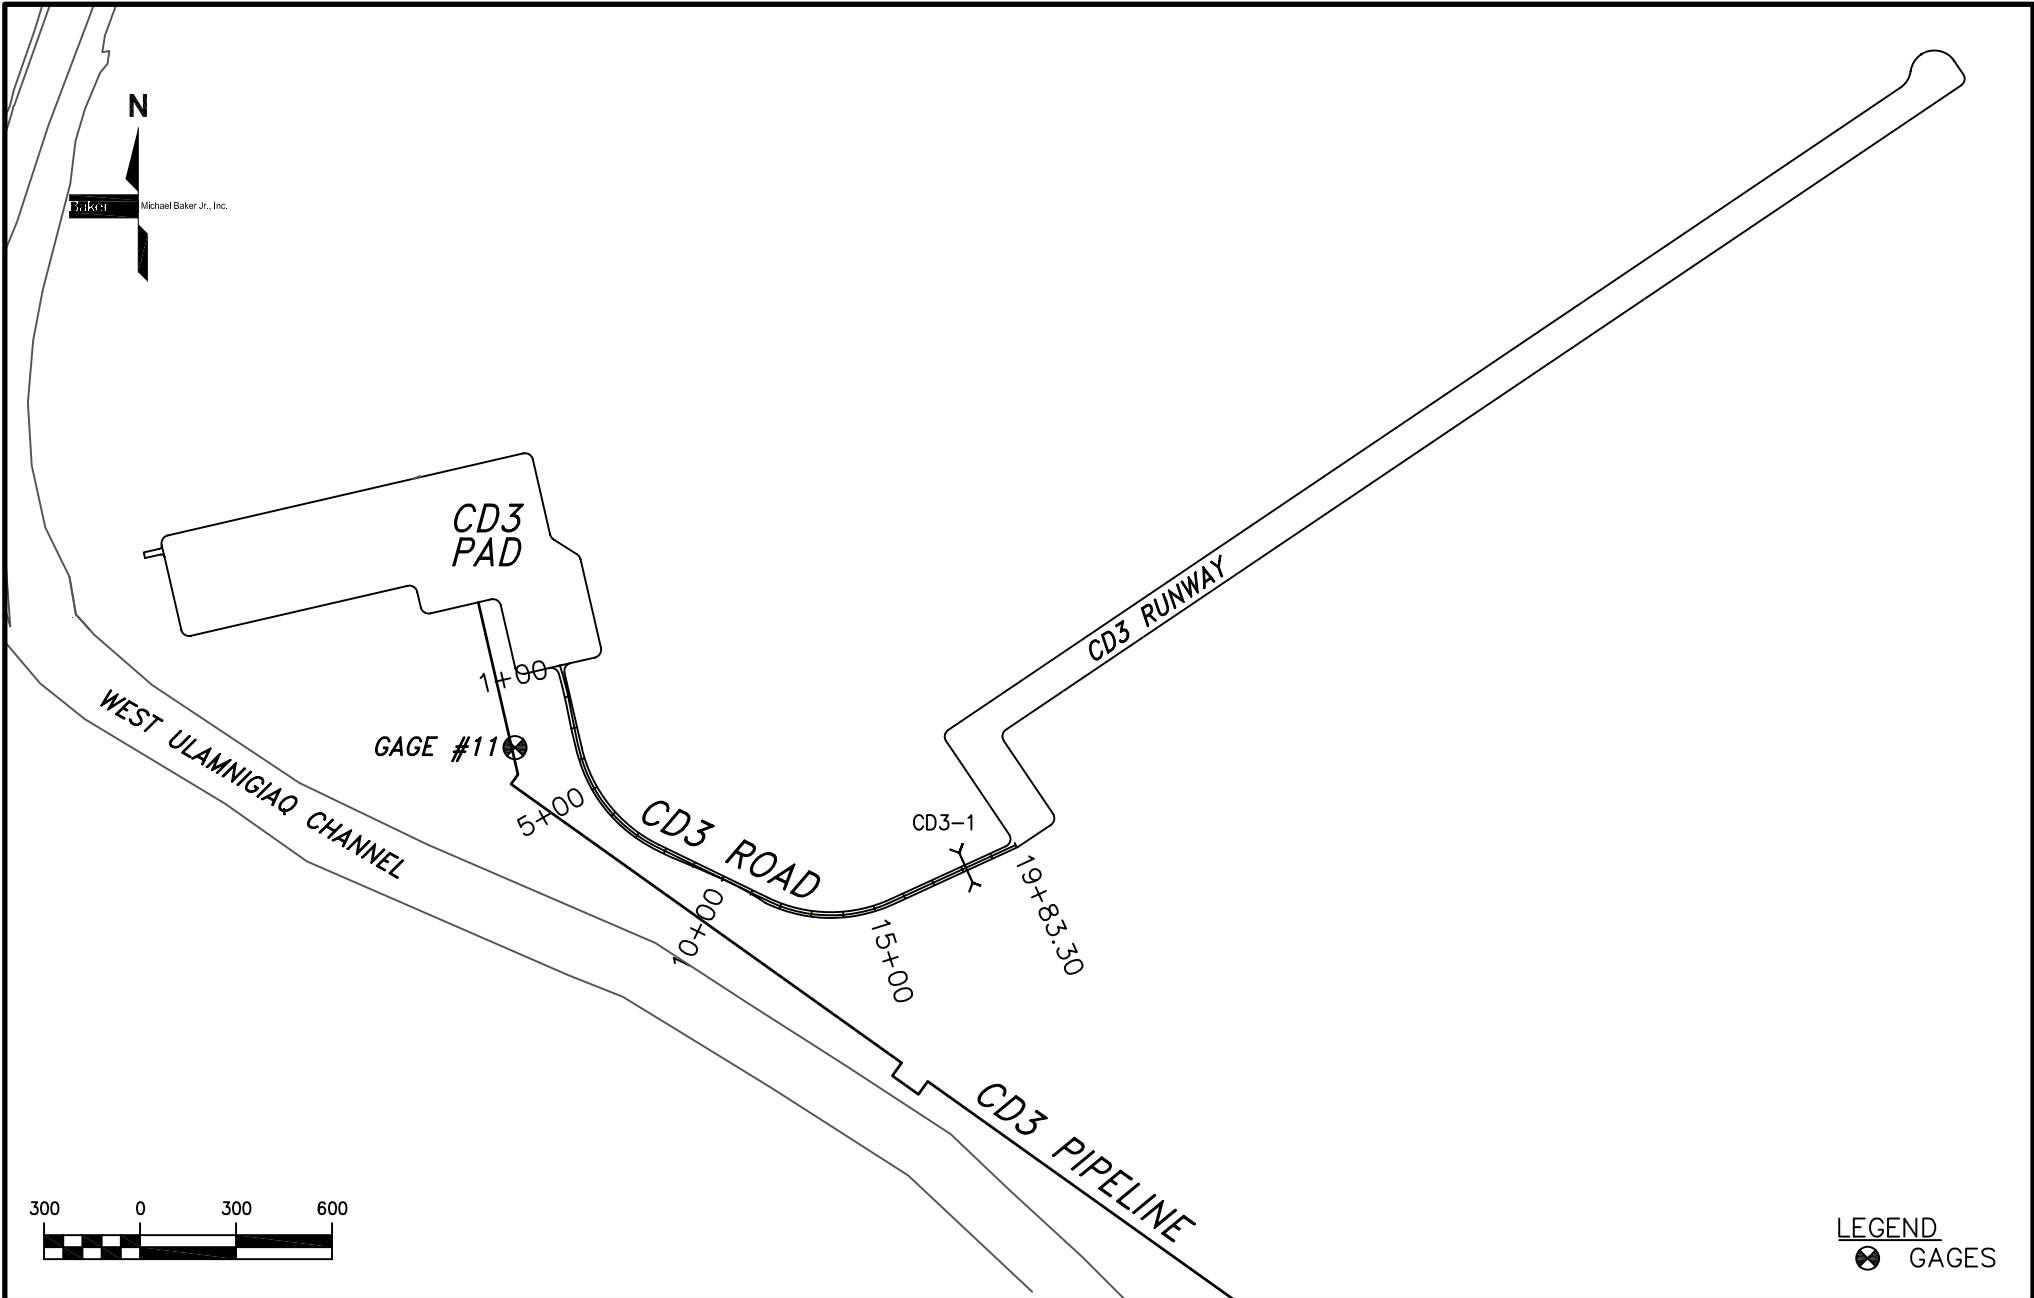 N
Baker
Michael Baker Jr., Inc.
CD3
PAD
CD3 RUNWAY
1+00
WEST ULAMNIGIAQ CHANNEL
GAGE #11
5+00
CD3 ROAD
CD3-1
10+00
15+00
19+83.30
CD3 PIPELINE
300 0 300 600
LEGEND
GAGES